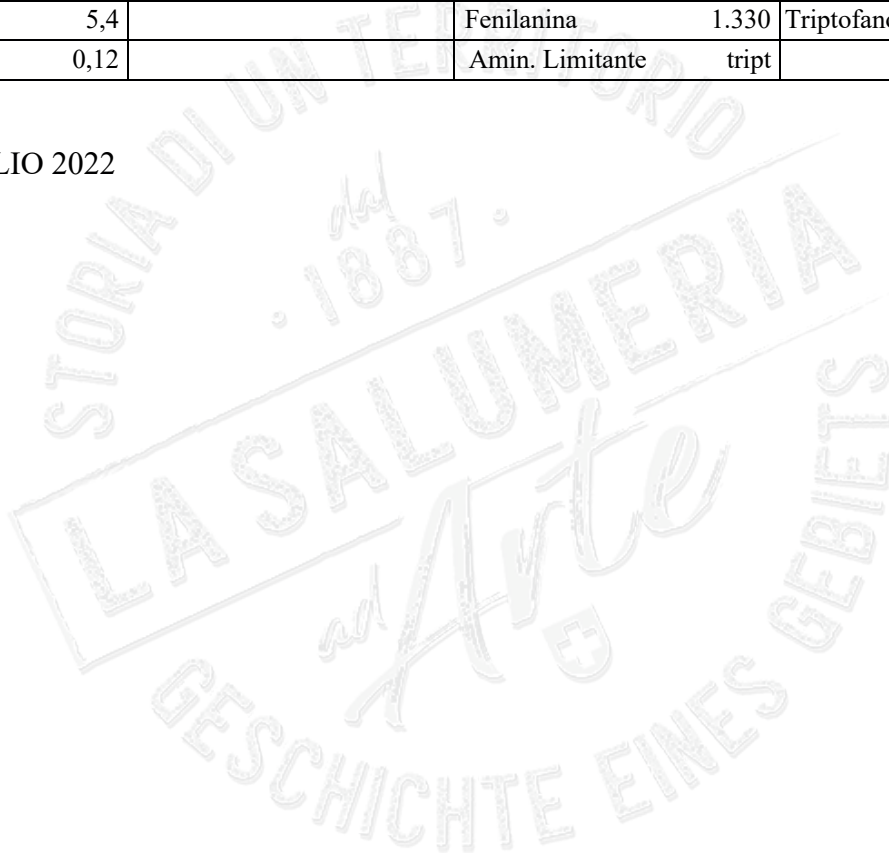 5,4 Fenilanina 1.330 Triptofano
0,12 Amin. Limitante tript
LIO 2022
STORIA DI UN TERRITORIO
dal
·1887·
LA SALUMERIA
ad Arte
GESCHICHTE EINES GEBIETS